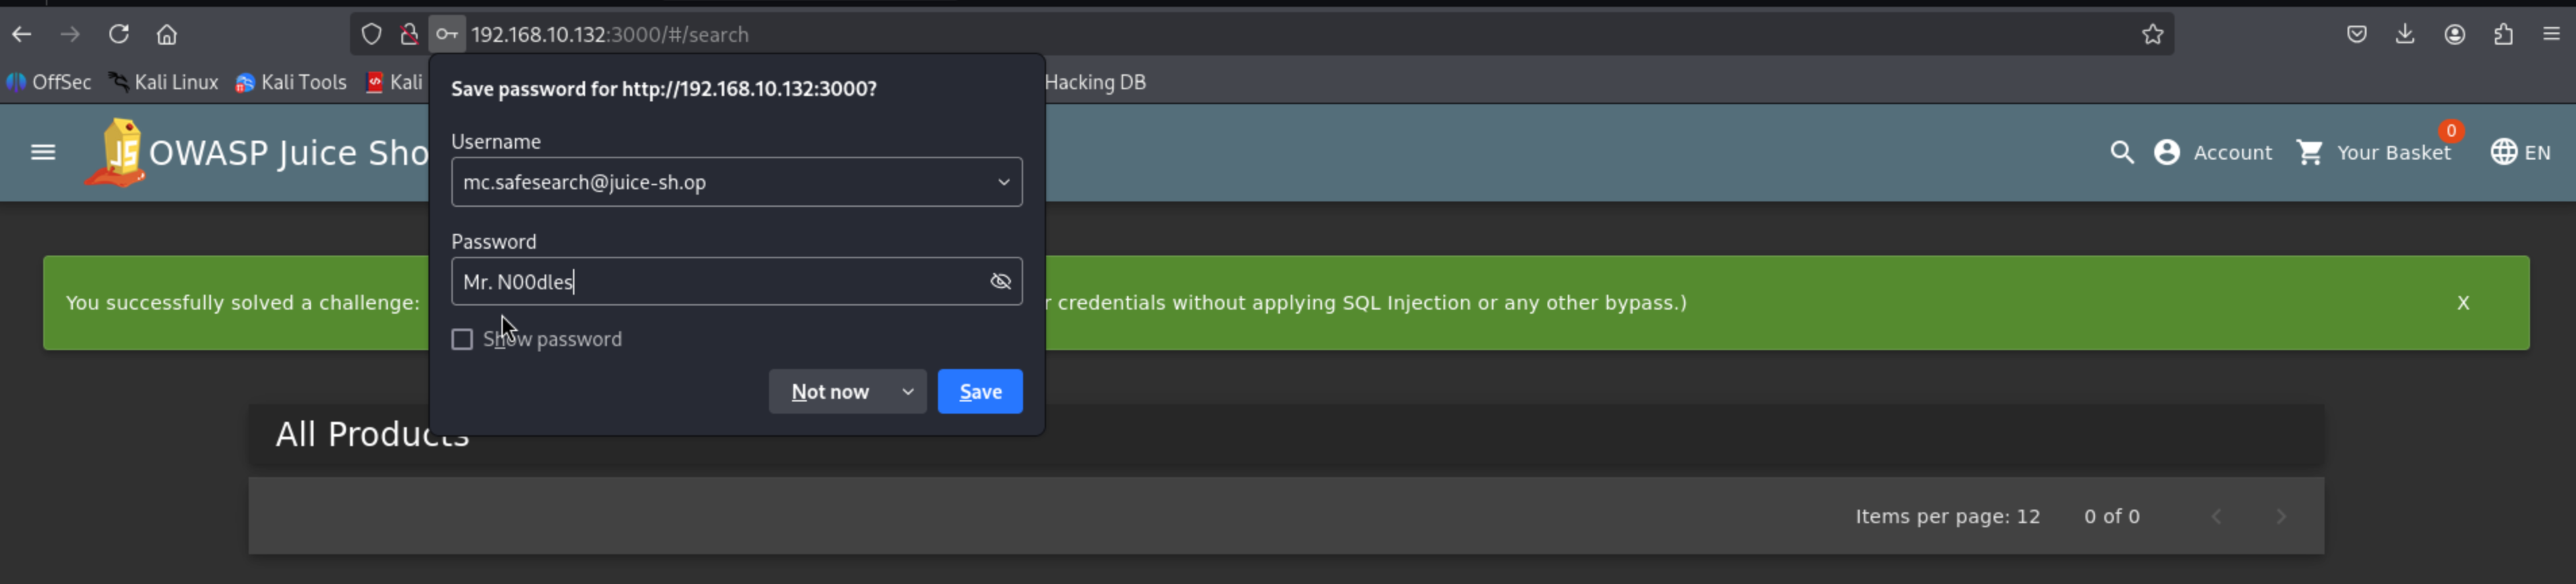 192.168.10.132:3000/#/search
OffSec Kali Linux Kali Tools Kali Hacking DB
Save password for http://192.168.10.132:3000?
Username
mc.safesearch@juice-sh.op
Password
Mr. N00dles
Show password
Not now Save
OWASP Juice Sho
Account Your Basket 0 EN
You successfully solved a challenge: r credentials without applying SQL Injection or any other bypass.) X
All Products
Items per page: 12 0 of 0